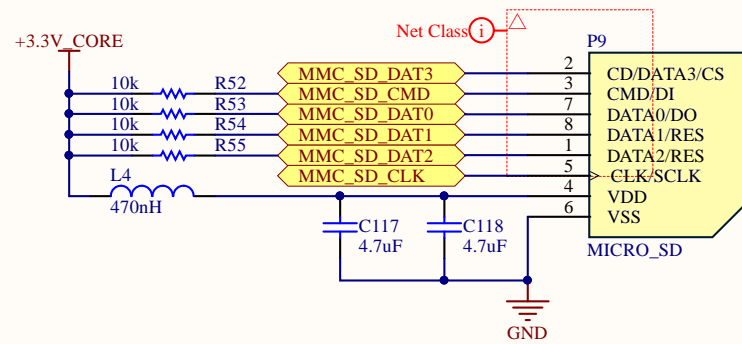 Net Class i
P9
+3.3V_CORE
MMC_SD_DAT3 2 CD/DATA3/CS
10k R52 MMC_SD_CMD 3 CMD/DI
10k R53 MMC_SD_DAT0 7 DATA0/DO
10k R54 MMC_SD_DAT1 8 DATA1/RES
10k R55 MMC_SD_DAT2 1 DATA2/RES
L4 MMC_SD_CLK 5 CLK/SCLK
470nH 4 VDD
6 VSS
C117 C118
4.7uF 4.7uF
MICRO_SD
GND